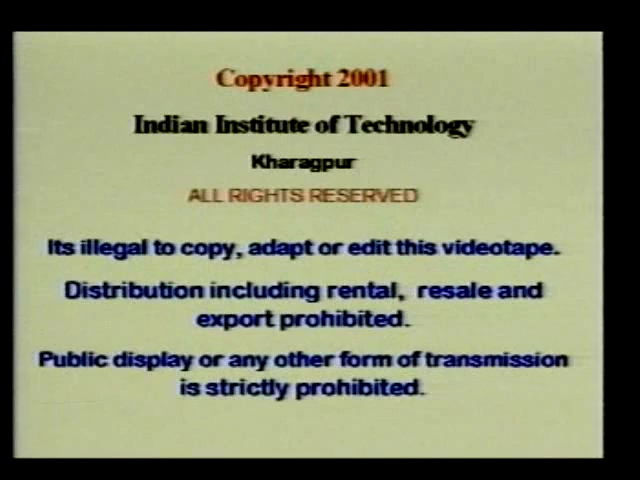 Copyright 2001
Indian Institute of Technology
Kharagpur
ALL RIGHTS RESERVED
Its illegal to copy, adapt or edit this videotape.
Distribution including rental, resale and
export prohibited.
Public display or any other form of transmission
is strictly prohibited.